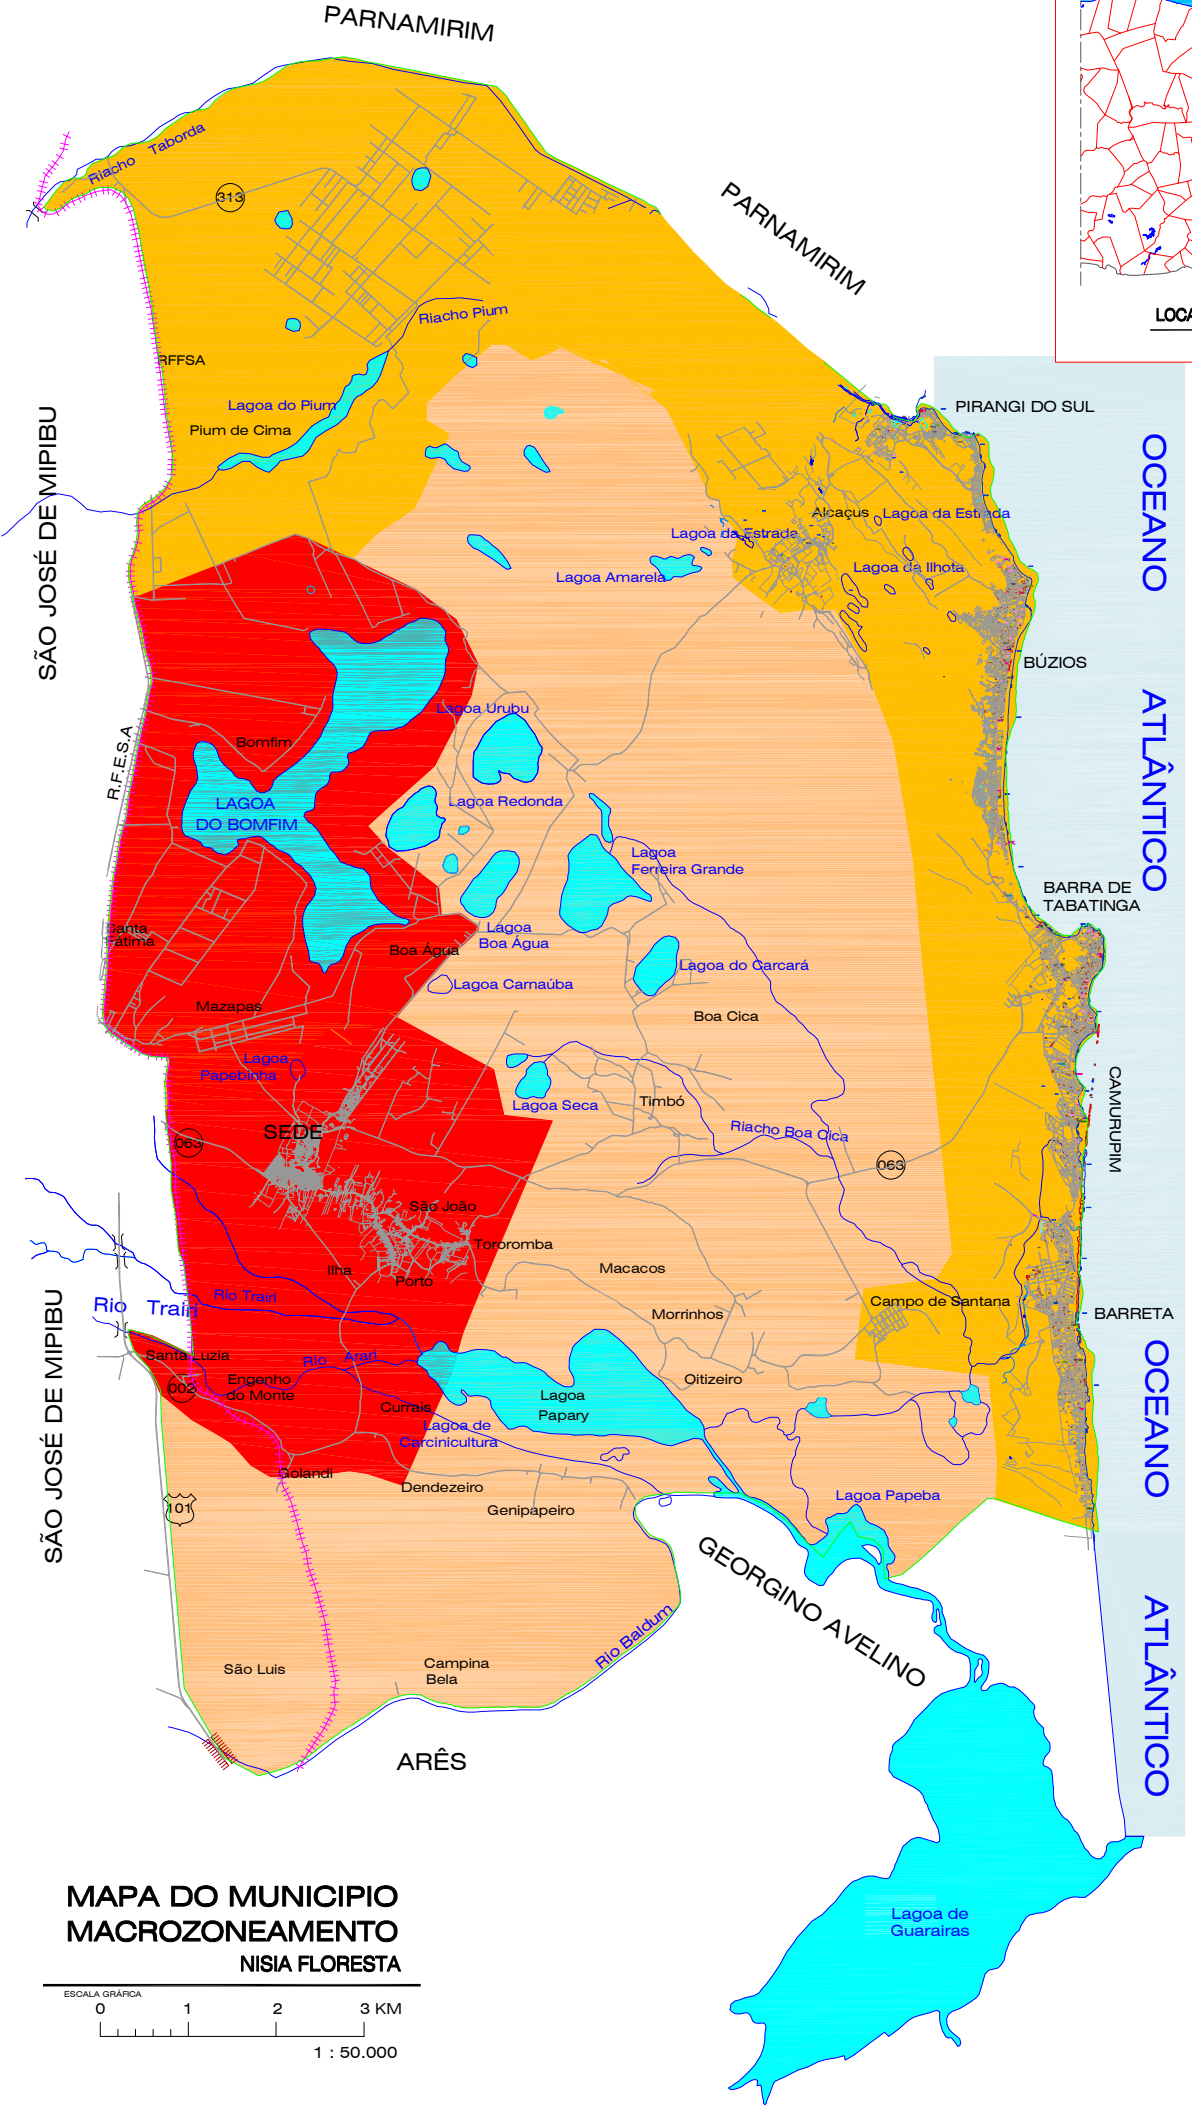 PARNAMIRIM
LOCA
Riacho Taborda
313
PARNAMIRIM
Riacho Pium
RFFSA
Lagoa do Pium
Pium de Cima
PIRANGI DO SUL
SÃO JOSÉ DE MIPIBU
OCEANO
ATLÂNTICO
Alcaçus
Lagoa da Estrada
Lagoa da Estrada
Lagoa da Ilhota
Lagoa Amarela
BÚZIOS
Lagoa Urubu
R.F.E.S.A
Bomfim
LAGOA
DO BOMFIM
Lagoa Redonda
Lagoa
Ferreira Grande
BARRA DE
TABATINGA
Santa
Fátima
Boa Água
Lagoa
Boa Água
Lagoa do Carcará
Lagoa Carnaúba
Mazapas
Boa Cica
Lagoa
Papebinha
Lagoa Seca
Timbó
CAMURUPIM
SEDE
063
Riacho Boa Cica
063
São João
Tororomba
Ilha
Porto
Macacos
Rio Trairi
Rio Trairi
Campo de Santana
Morrinhos
BARRETA
SÃO JOSÉ DE MIPIBU
Santa Luzia
Rio Arari
002
Engenho
do Monte
Oitizeiro
Currais
Lagoa
Papary
Lagoa de
Carcinicultura
OCEANO
ATLÂNTICO
Golandi
Dendezeiro
Genipapeiro
101
Lagoa Papeba
GEORGINO AVELINO
Rio Baldum
São Luis
Campina
Bela
ARÊS
MAPA DO MUNICIPIO
MACROZONEAMENTO
NISIA FLORESTA
ESCALA GRÁFICA
0 1 2 3 KM
1 : 50.000
Lagoa de
Guarairas